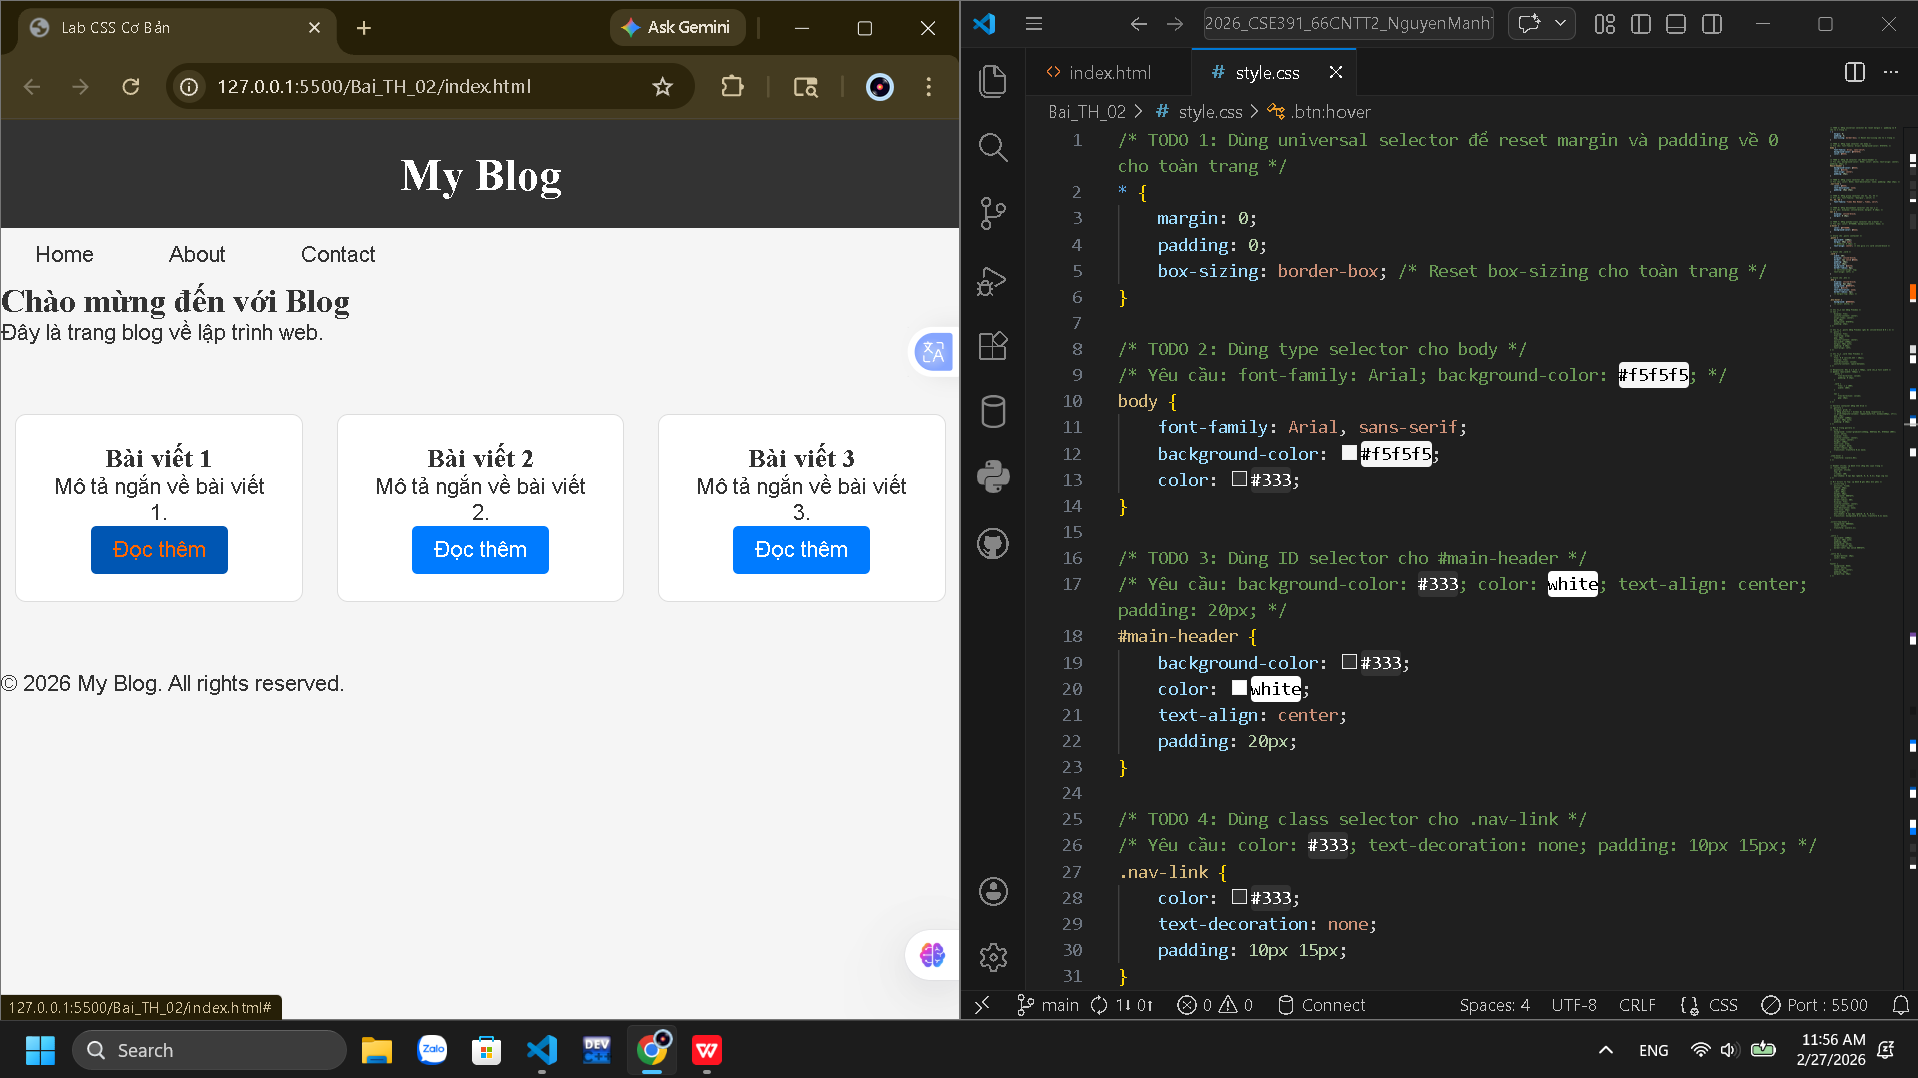 Lab CSS Cơ Bản
Ask Gemini
127.0.0.1:5500/Bai_TH_02/index.html
My Blog
Home
About
Contact
Chào mừng đến với Blog
Đây là trang blog về lập trình web.
Bài viết 1
Mô tả ngắn về bài viết
1.
Đọc thêm
Bài viết 2
Mô tả ngắn về bài viết
2.
Đọc thêm
Bài viết 3
Mô tả ngắn về bài viết
3.
Đọc thêm
© 2026 My Blog. All rights reserved.
127.0.0.1:5500/Bai_TH_02/index.html#
2026_CSE391_66CNTT2_NguyenManh
index.html
# style.css
Bai_TH_02 > # style.css > .btn:hover
1 /* TODO 1: Dùng universal selector để reset margin và padding về 0
cho toàn trang */
2 * {
3 margin: 0;
4 padding: 0;
5 box-sizing: border-box; /* Reset box-sizing cho toàn trang */
6 }
7
8 /* TODO 2: Dùng type selector cho body */
9 /* Yêu cầu: font-family: Arial; background-color: #f5f5f5; */
10 body {
11 font-family: Arial, sans-serif;
12 background-color: #f5f5f5;
13 color: #333;
14 }
15
16 /* TODO 3: Dùng ID selector cho #main-header */
17 /* Yêu cầu: background-color: #333; color: white; text-align: center;
padding: 20px; */
18 #main-header {
19 background-color: #333;
20 color: white;
21 text-align: center;
22 padding: 20px;
23 }
24
25 /* TODO 4: Dùng class selector cho .nav-link */
26 /* Yêu cầu: color: #333; text-decoration: none; padding: 10px 15px; */
27 .nav-link {
28 color: #333;
29 text-decoration: none;
30 padding: 10px 15px;
31 }
main 1↓ 0↑ 0 0 Connect Spaces: 4 UTF-8 CRLF {} CSS Port : 5500
Search
Zalo
DEV
ENG
11:56 AM
2/27/2026